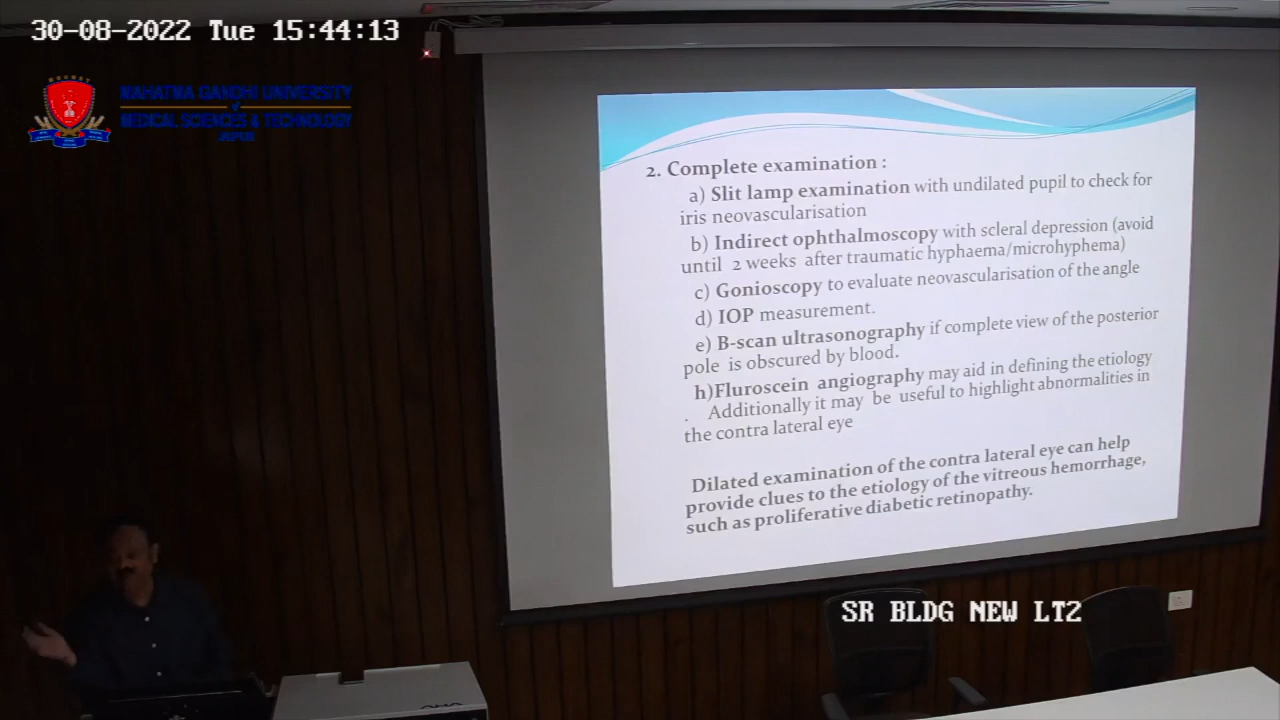 30-08-2022 Tue 15:44:13
MAHATMA GANDHI UNIVERSITY
of
MEDICAL SCIENCES & TECHNOLOGY
JAIPUR
2. Complete examination :
a) Slit lamp examination with undilated pupil to check for
iris neovascularisation
b) Indirect ophthalmoscopy with scleral depression (avoid
until 2 weeks after traumatic hyphaema/microhyphema)
c) Gonioscopy to evaluate neovascularisation of the angle
d) IOP measurement.
e) B-scan ultrasonography if complete view of the posterior
pole is obscured by blood.
h)Fluroscein angiography may aid in defining the etiology
. Additionally it may be useful to highlight abnormalities in
the contra lateral eye
Dilated examination of the contra lateral eye can help
provide clues to the etiology of the vitreous hemorrhage,
such as proliferative diabetic retinopathy.
SR BLDG NEW LT2